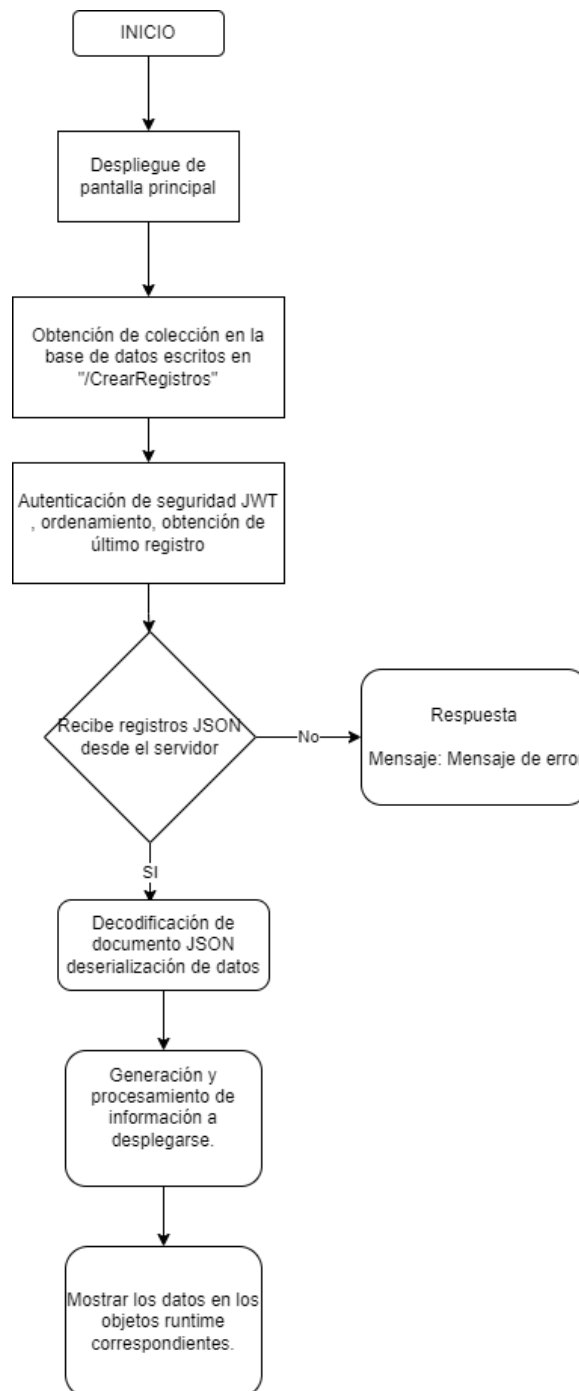 INICIO
Despliegue de
pantalla principal
Obtención de colección en la
base de datos escritos en
"/CrearRegistros"
Autenticación de seguridad JWT
, ordenamiento, obtención de
último registro
Recibe registros JSON
desde el servidor
No
Respuesta
Mensaje: Mensaje de error
SI
Decodificación de
documento JSON
deserialización de datos
Generación y
procesamiento de
información a
desplegarse.
Mostrar los datos en los
objetos runtime
correspondientes.